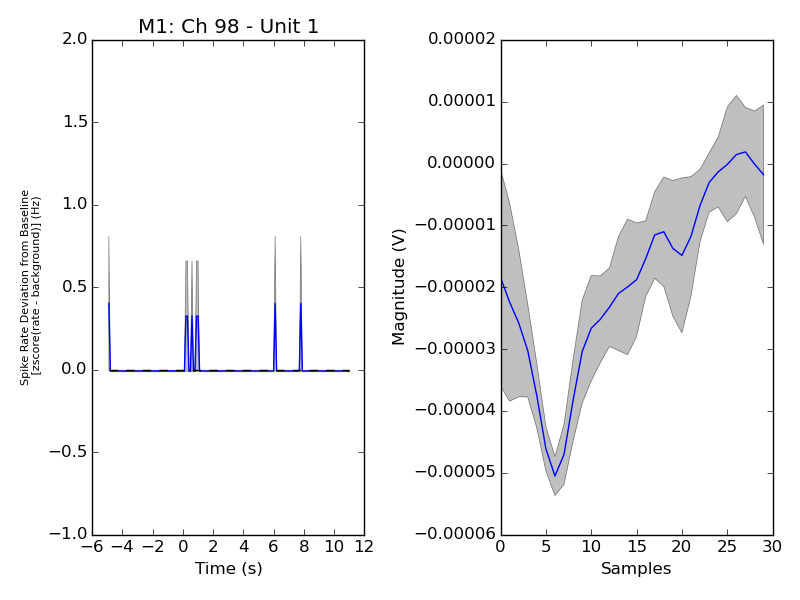 M1: Ch 98 - Unit 1
2.0
1.5
1.0
0.5
0.0
−0.5
−1.0
−6 −4 −2 0 2 4 6 8 10 12
Time (s)
Spike Rate Deviation from Baseline
[zscore(rate - background)] (Hz)
0.00002
0.00001
0.00000
−0.00001
−0.00002
−0.00003
−0.00004
−0.00005
−0.00006
0 5 10 15 20 25 30
Samples
Magnitude (V)